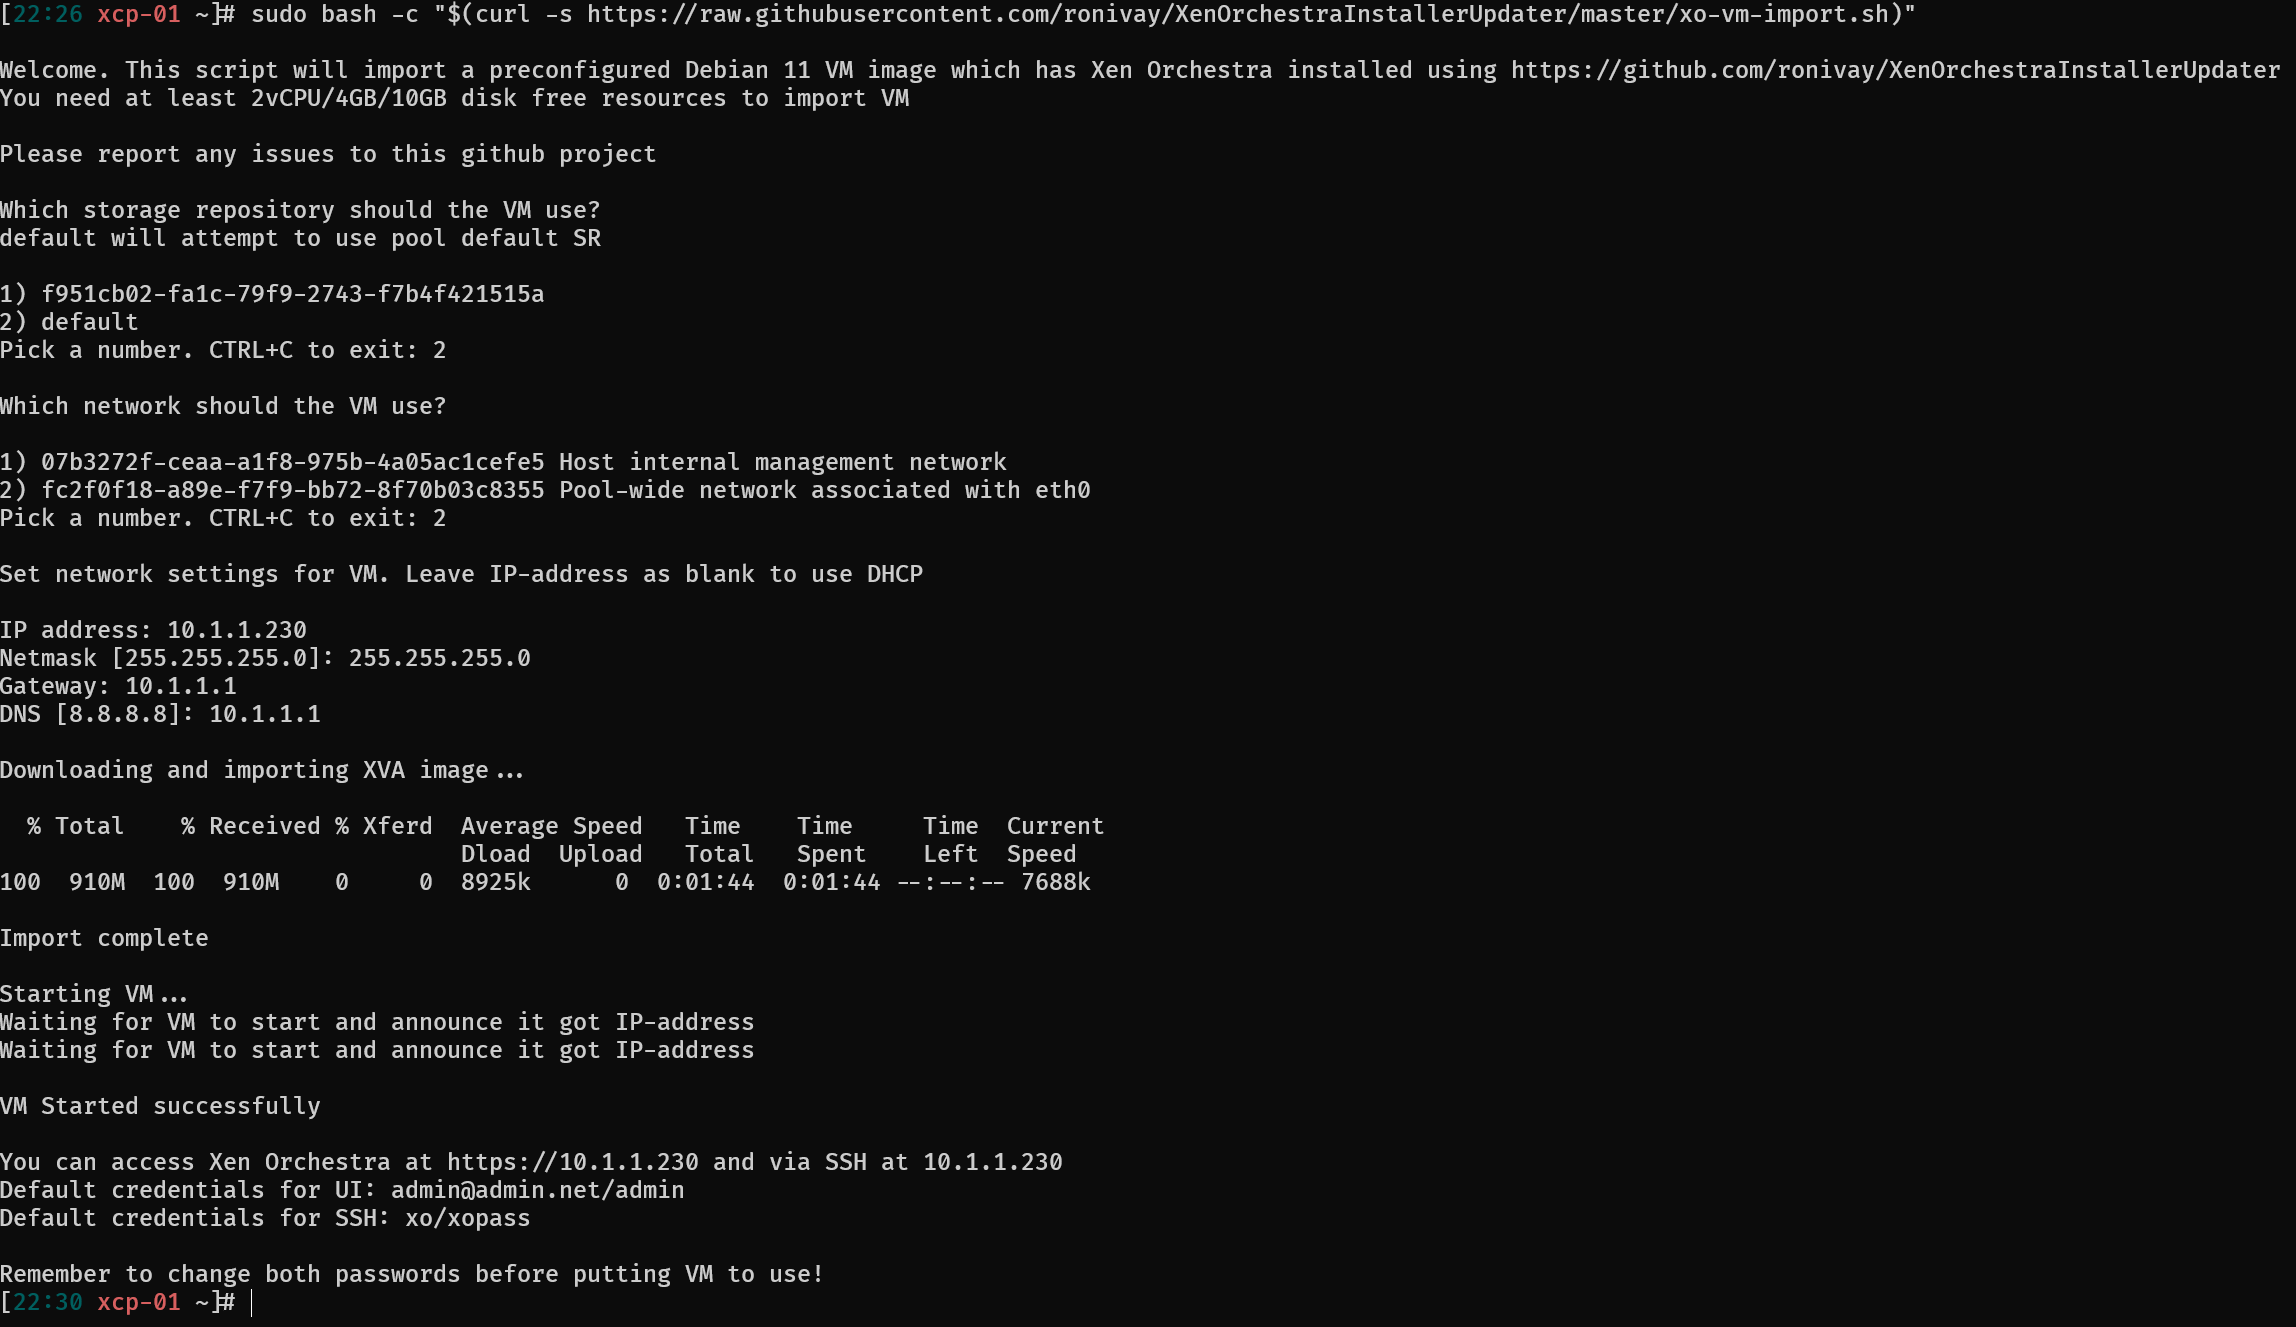 [22:26 xcp-01 ~]# sudo bash -c "$(curl -s https://raw.githubusercontent.com/ronivay/XenOrchestraInstallerUpdater/master/xo-vm-import.sh)"
Welcome. This script will import a preconfigured Debian 11 VM image which has Xen Orchestra installed using https://github.com/ronivay/XenOrchestraInstallerUpdater
You need at least 2vCPU/4GB/10GB disk free resources to import VM
Please report any issues to this github project
Which storage repository should the VM use?
default will attempt to use pool default SR
1) f951cb02-fa1c-79f9-2743-f7b4f421515a
2) default
Pick a number. CTRL+C to exit: 2
Which network should the VM use?
1) 07b3272f-ceaa-a1f8-975b-4a05ac1cefe5 Host internal management network
2) fc2f0f18-a89e-f7f9-bb72-8f70b03c8355 Pool-wide network associated with eth0
Pick a number. CTRL+C to exit: 2
Set network settings for VM. Leave IP-address as blank to use DHCP
IP address: 10.1.1.230
Netmask [255.255.255.0]: 255.255.255.0
Gateway: 10.1.1.1
DNS [8.8.8.8]: 10.1.1.1
Downloading and importing XVA image...
% Total    % Received % Xferd  Average Speed   Time    Time     Time  Current
Dload  Upload   Total   Spent    Left  Speed
100  910M  100  910M    0     0  8925k      0  0:01:44  0:01:44 --:--:-- 7688k
Import complete
Starting VM...
Waiting for VM to start and announce it got IP-address
Waiting for VM to start and announce it got IP-address
VM Started successfully
You can access Xen Orchestra at https://10.1.1.230 and via SSH at 10.1.1.230
Default credentials for UI: admin@admin.net/admin
Default credentials for SSH: xo/xopass
Remember to change both passwords before putting VM to use!
[22:30 xcp-01 ~]#